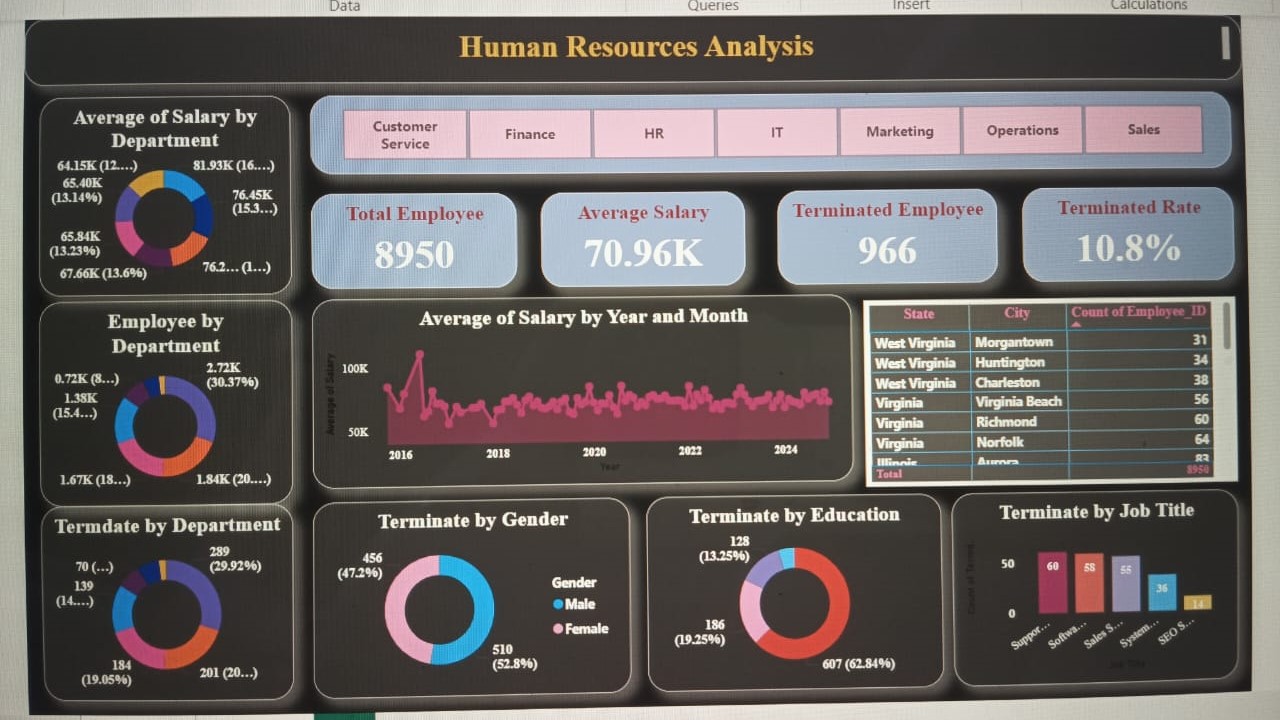 Data
Queries
Insert
Calculations
Human Resources Analysis
Average of Salary by
Department
64.15K (12....)
81.93K (16....)
65.40K
(13.14%)
76.45K
(15.3...)
65.84K
(13.23%)
67.66K (13.6%)
76.2... (1...)
Customer
Service
Finance
HR
IT
Marketing
Operations
Sales
Total Employee
8950
Average Salary
70.96K
Terminated Employee
966
Terminated Rate
10.8%
Employee by
Department
2.72K
(30.37%)
0.72K (8...)
1.38K
(15.4...)
1.67K (18...)
1.84K (20....)
Average of Salary by Year and Month
Average of Salary
100K
50K
2016
2018
2020
2022
2024
Year
State City Count of Employee_ID
West Virginia Morgantown 31
West Virginia Huntington 34
West Virginia Charleston 38
Virginia Virginia Beach 56
Virginia Richmond 60
Virginia Norfolk 64
Illinois Aurora 83
Total 8950
Termdate by Department
289
(29.92%)
70 (...)
139
(14....)
184
(19.05%)
201 (20...)
Terminate by Gender
456
(47.2%)
510
(52.8%)
Gender
Male
Female
Terminate by Education
128
(13.25%)
186
(19.25%)
607 (62.84%)
Terminate by Job Title
50
0
60
58
55
36
14
Suppor...
Softwa...
Sales S...
System...
SEO S...
Job Title